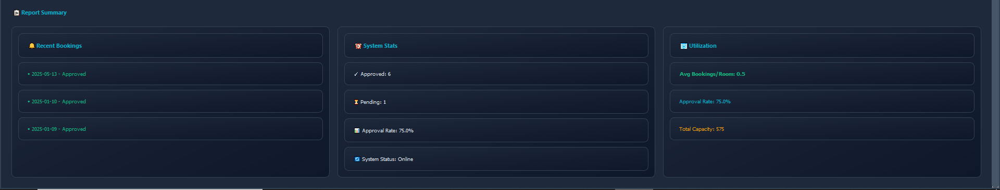 Report Summary
Recent Bookings
• 2025-05-13 - Approved
• 2025-01-10 - Approved
• 2025-01-09 - Approved
System Stats
✓ Approved: 6
⏳ Pending: 1
📊 Approval Rate: 75.0%
🔄 System Status: Online
Utilization
Avg Bookings/Room: 0.5
Approval Rate: 75.0%
Total Capacity: 575